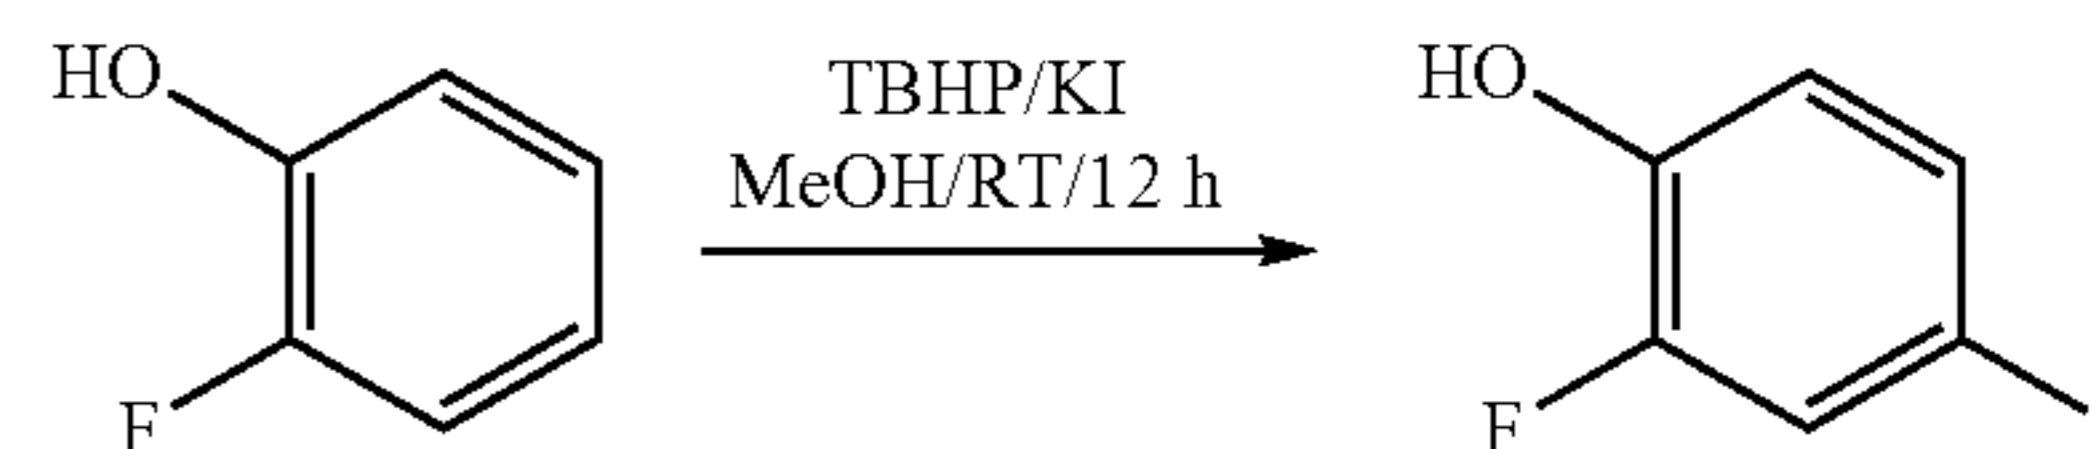 HO
TBHP/KI
MeOH/RT/12 h
HO
F
F